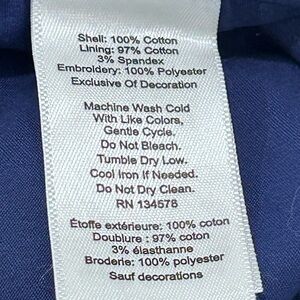 Shell: 100% Cotton
Lining: 97% Cotton
3% Spandex
Embroidery: 100% Polyester
Exclusive Of Decoration
Machine Wash Cold
With Like Colors,
Gentle Cycle.
Do Not Bleach.
Tumble Dry Low.
Cool Iron If Needed.
Do Not Dry Clean.
RN 134578
Étoffe extérieure: 100% coton
Doublure : 97% coton
3% élasthanne
Broderie: 100% polyester
Sauf decorations